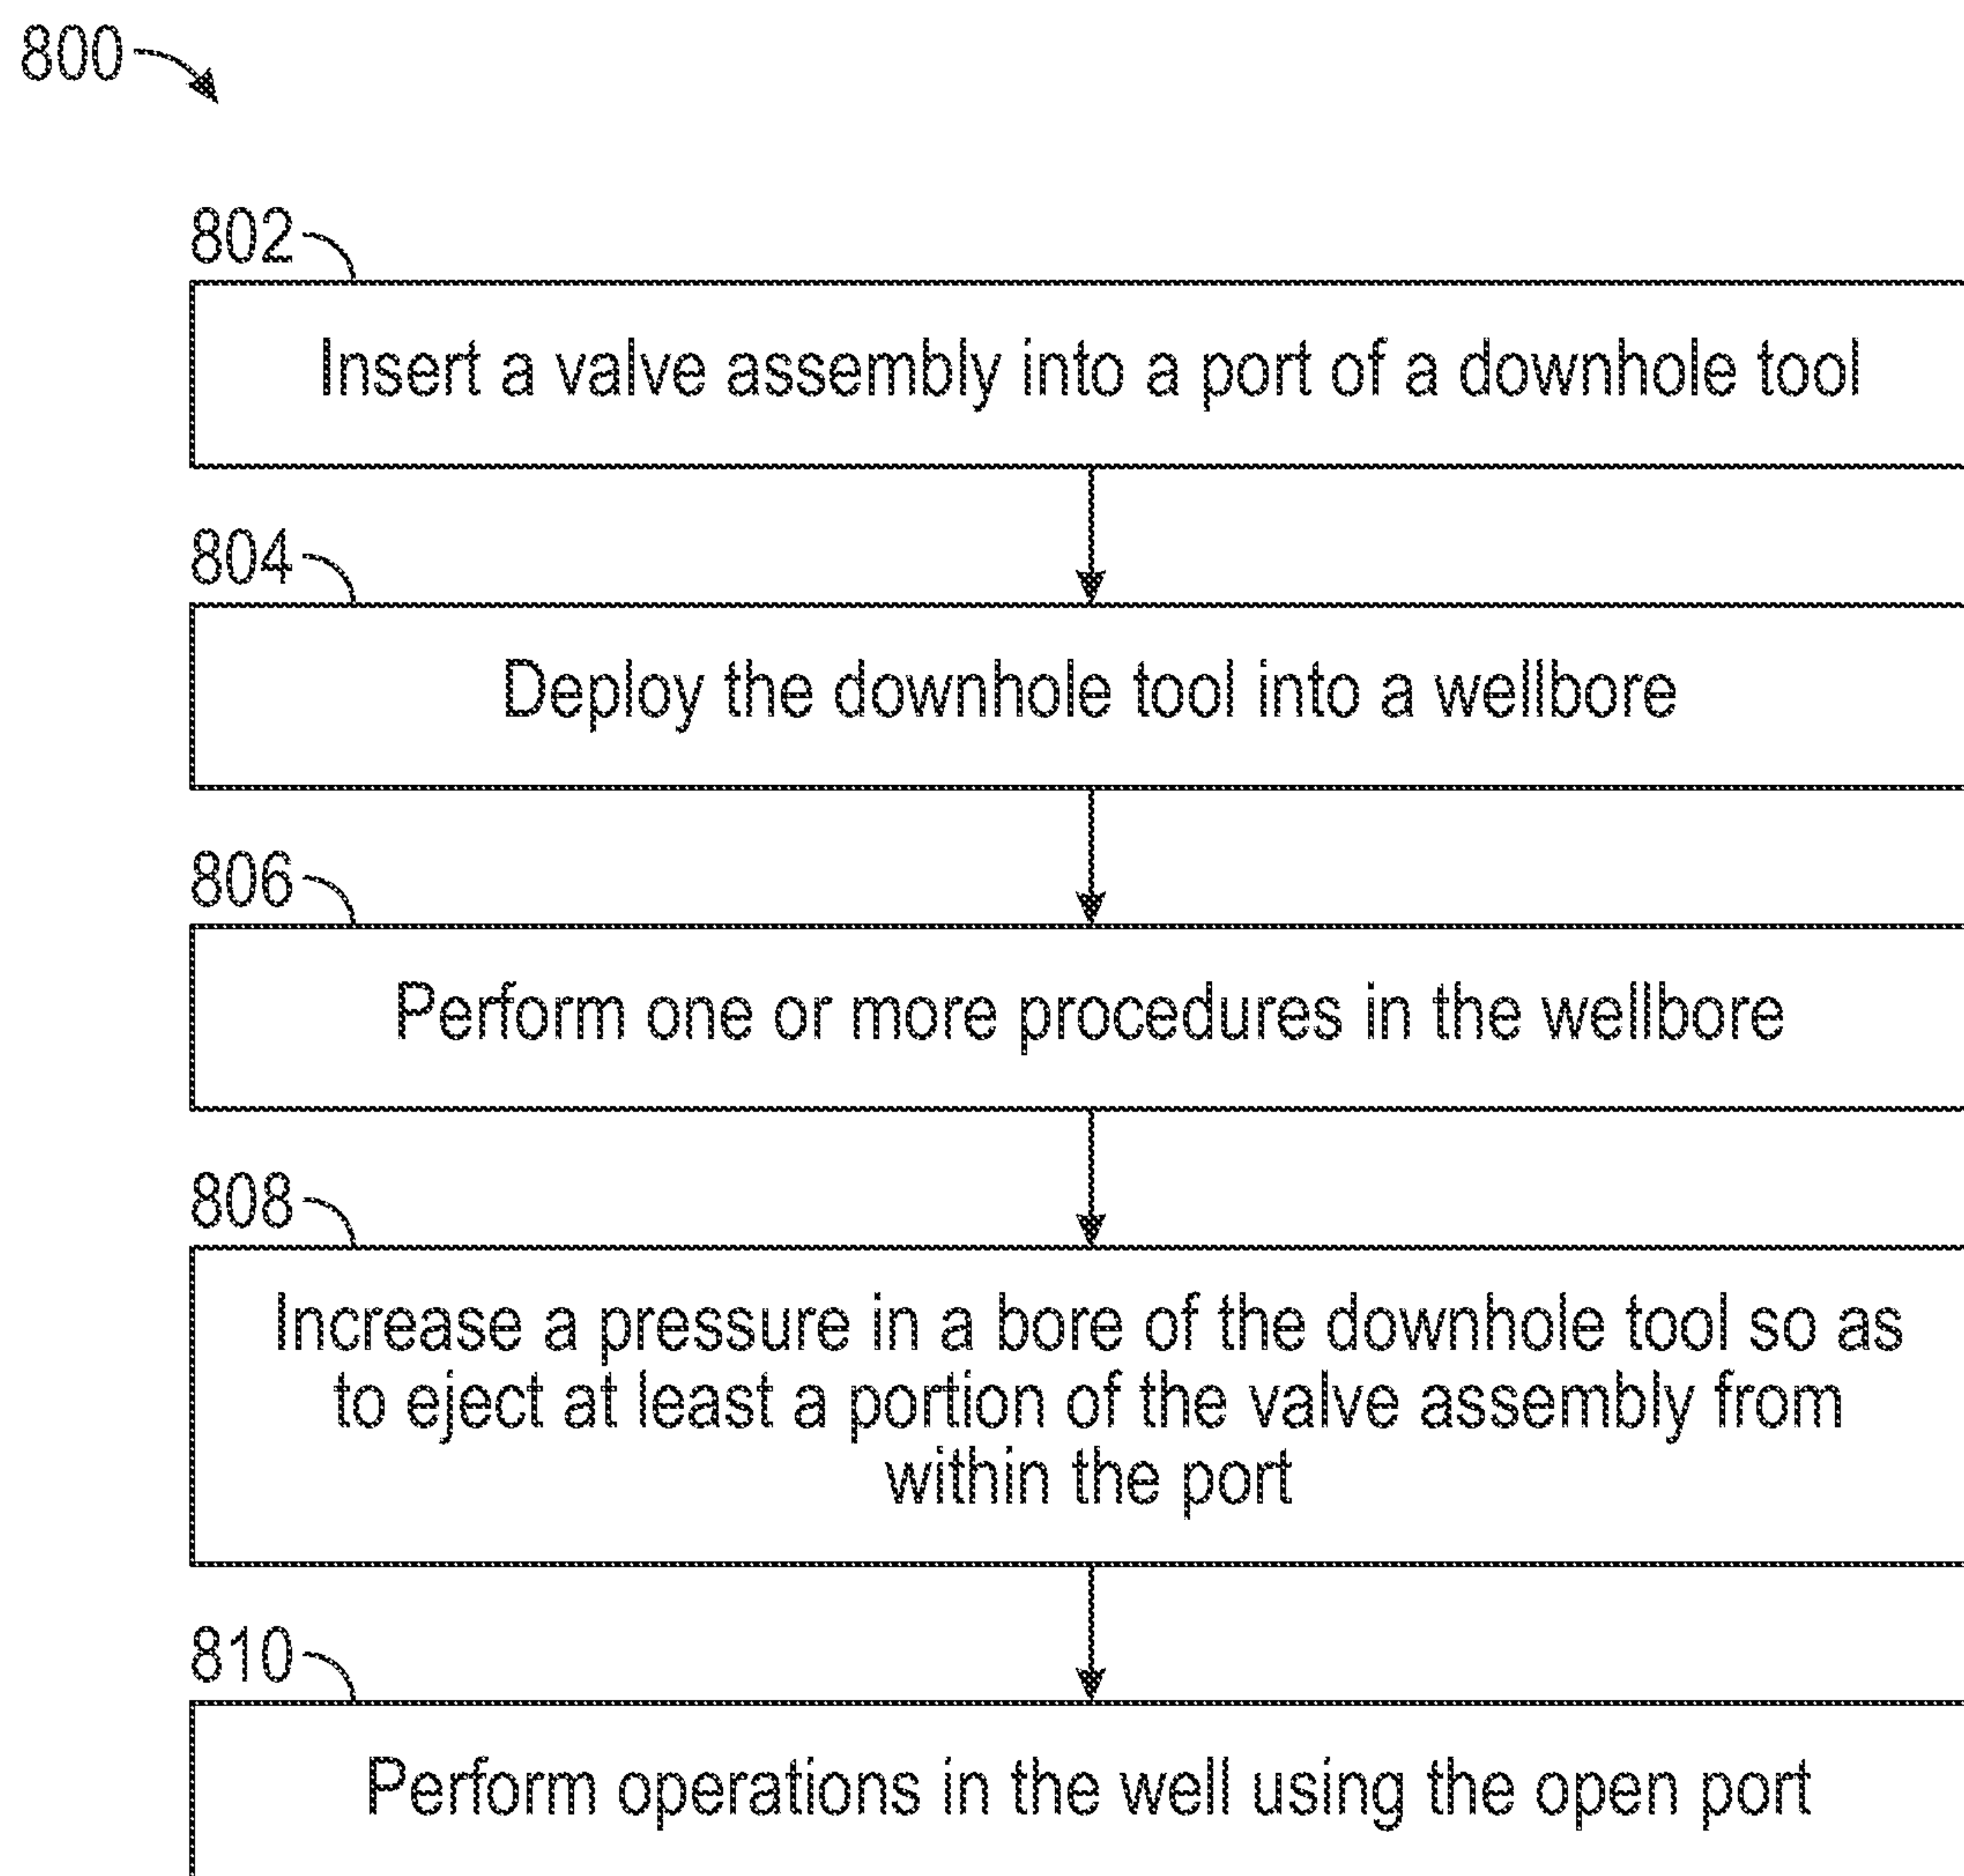 800
802
Insert a valve assembly into a port of a downhole tool
804
Deploy the downhole tool into a wellbore
806
Perform one or more procedures in the wellbore
808
Increase a pressure in a bore of the downhole tool so as
to eject at least a portion of the valve assembly from
within the port
810
Perform operations in the well using the open port